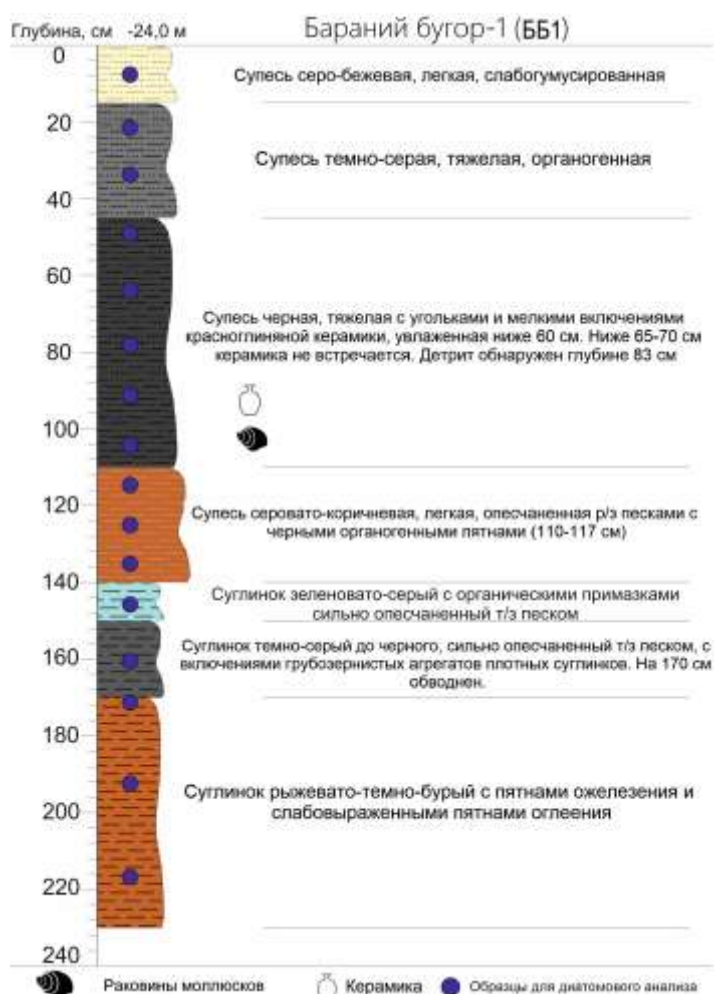 Глубина, см -24,0 м
Бараний бугор-1 (ББ1)
0
Супесь серо-бежевая, легкая, слабогумусированная
20
Супесь темно-серая, тяжелая, органогенная
40
60
Супесь черная, тяжелая с угольками и мелкими включениями
красноглиняной керамики, увлаженная ниже 60 см. Ниже 65-70 см
керамика не встречается. Детрит обнаружен глубине 83 см
80
100
120
Супесь серовато-коричневая, легкая, опесчаненная р/з песками с
черными органогенными пятнами (110-117 см)
140
Суглинок зеленовато-серый с органическими примазками
сильно опесчаненный т/з песком
160
Суглинок темно-серый до черного, сильно опесчаненный т/з песком, с
включениями грубозернистых агрегатов плотных суглинков. На 170 см
обводнен.
180
200
Суглинок рыжевато-темно-бурый с пятнами ожелезения и
слабовыраженными пятнами оглеения
220
240
Раковины моллюсков
Керамика
Образцы для диатомового анализа